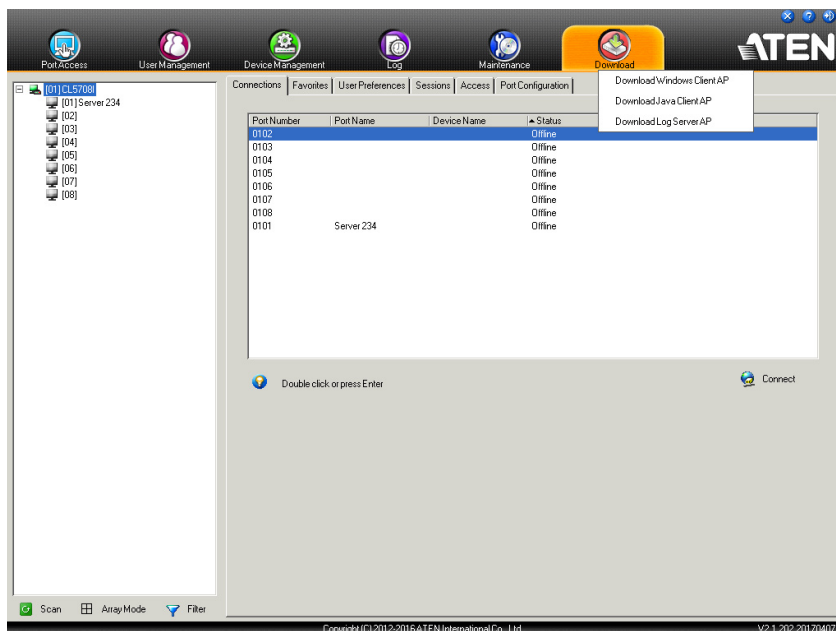 ATEN
Port Access User Management Device Management Log Maintenance Download
Download Windows Client AP
Download Java Client AP
Download Log Server AP
[01] CL5708I
[01] Server 234
[02]
[03]
[04]
[05]
[06]
[07]
[08]
Connections Favorites User Preferences Sessions Access Port Configuration
Port Number Port Name Device Name Status
0102 Offline
0103 Offline
0104 Offline
0105 Offline
0106 Offline
0107 Offline
0108 Offline
0101 Server 234 Offline
Double click or press Enter
Connect
Scan Array Mode Filter
Copyright (C) 2012-2016 ATEN International Co., Ltd.
V2.1.202.20170407